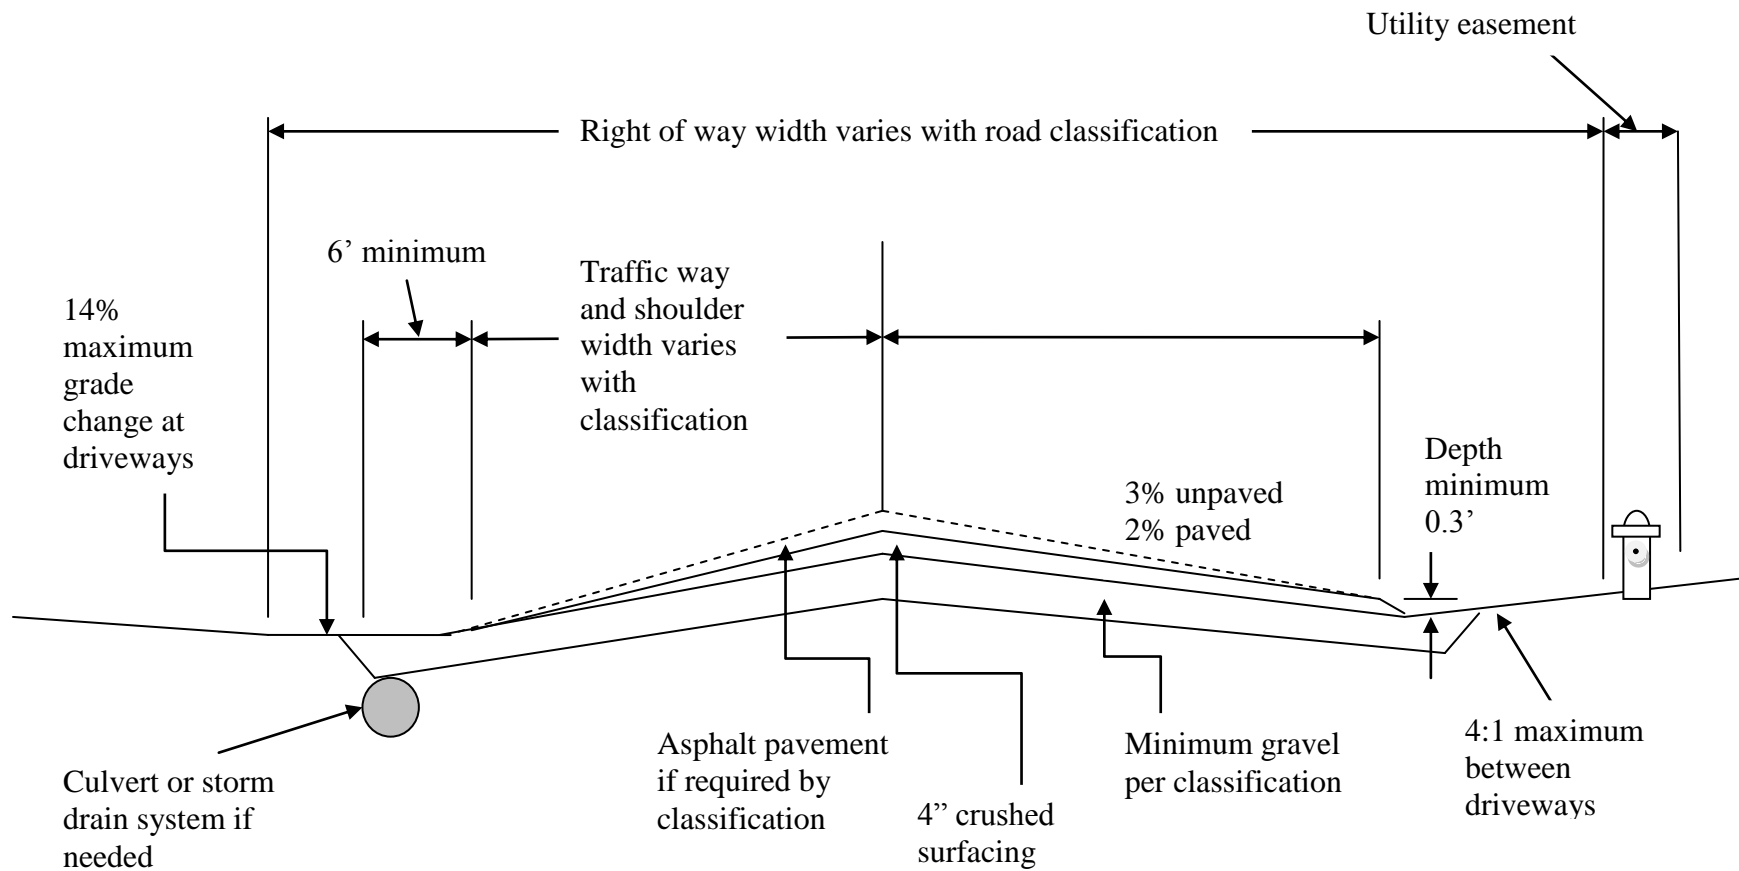 Utility easement
Right of way width varies with road classification
6’ minimum
Traffic way
and shoulder
width varies
with
classification
14%
maximum
grade
change at
driveways
Depth
minimum
0.3’
3% unpaved
2% paved
Culvert or storm
drain system if
needed
Asphalt pavement
if required by
classification
4” crushed
surfacing
Minimum gravel
per classification
4:1 maximum
between
driveways